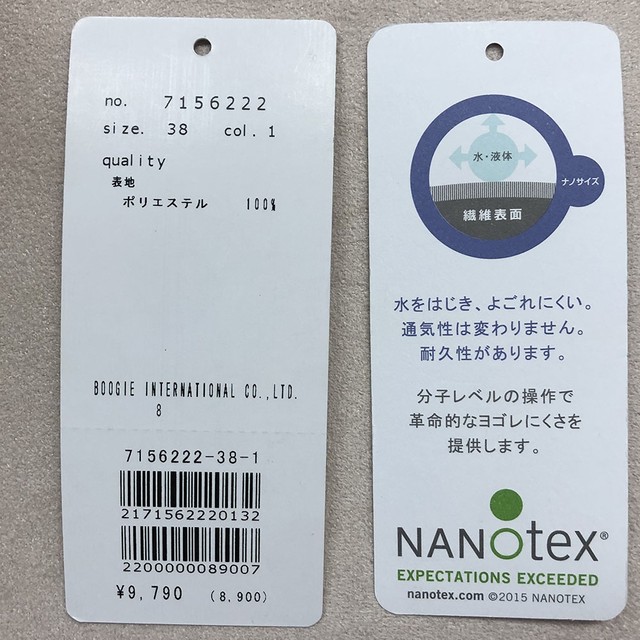 no. 7156222
size. 38 col. 1
quality
表地
ポリエステル 100%
BOOGIE INTERNATIONAL CO.,LTD.
8
7156222-38-1
2171562220132
2200000089007
¥9,790 (8,900)
水・液体
ナノサイズ
繊維表面
水をはじき、よごれにくい。
通気性は変わりません。
耐久性があります。
分子レベルの操作で
革命的なヨゴレにくさを
提供します。
NANOtex®
EXPECTATIONS EXCEEDED
nanotex.com ©2015 NANOTEX